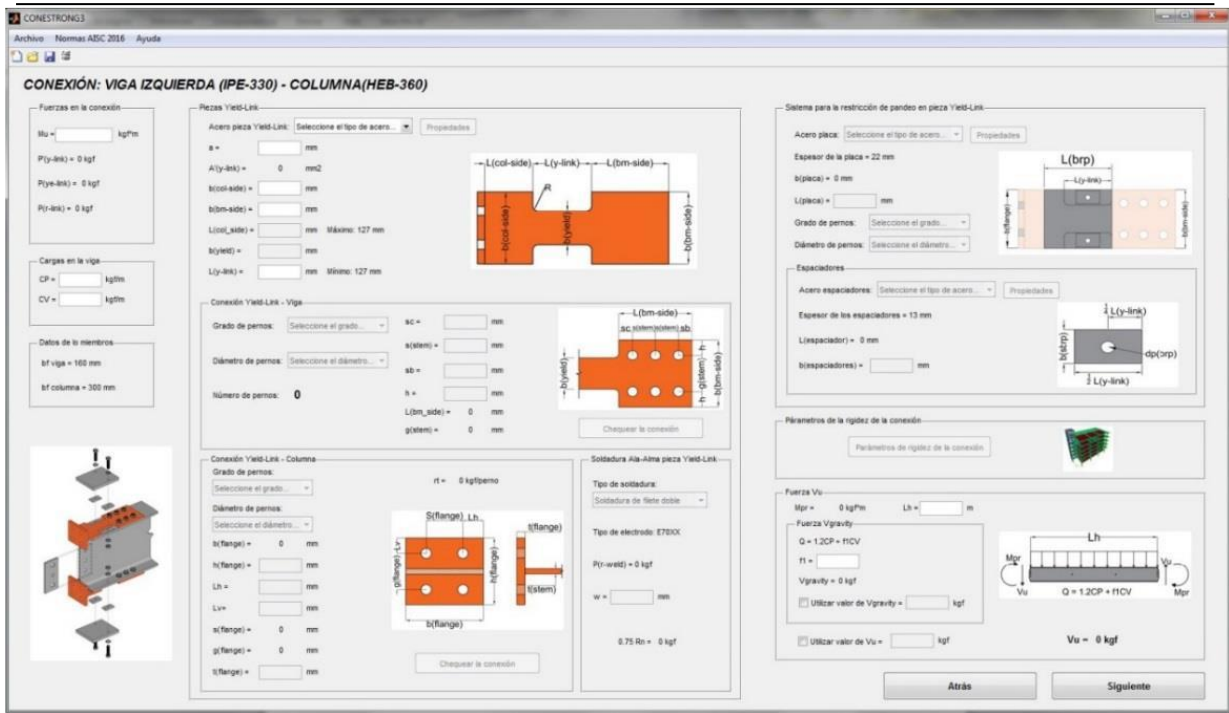 CONESTRONG3
Archivo Normas AISC 2016 Ayuda
CONEXIÓN: VIGA IZQUIERDA (IPE-330) - COLUMNA(HEB-360)
Fuerzas en la conexión
Mu = kgf*m
P'(y-link) = 0 kgf
P(ye-link) = 0 kgf
P(r-link) = 0 kgf
Cargas en la viga
CP = kgf/m
CV = kgf/m
Datos de lo miembros
bf viga = 160 mm
bf columna = 300 mm
Piezas Yield-Link
Acero pieza Yield-Link: Seleccione el tipo de acero... Propiedades
a = mm
A'(y-link) = 0 mm2
b(col-side) = mm
b(bm-side) = mm
L(col_side) = mm Máximo: 127 mm
b(yield) = mm
L(y-link) = mm Mínimo: 127 mm
L(col-side) L(y-link) L(bm-side)
R
b(col-side)
b(yield)
b(bm-side)
Conexión Yield-Link - Viga
Grado de pernos: Seleccione el grado...
Diámetro de pernos: Seleccione el diámetro...
Número de pernos: 0
sc = mm
s(stem) = mm
sb = mm
h = mm
L(bm_side) = 0 mm
g(stem) = 0 mm
L(bm-side)
sc s(stem) s(stem) sb
b(yield)
h
g(stem)
h
b(bm-side)
Chequear la conexión
Conexión Yield-Link - Columna
Grado de pernos:
Seleccione el grado...
Diámetro de pernos:
Seleccione el diámetro ...
b(flange) = 0 mm
h(flange) = mm
Lh = mm
Lv= mm
s(flange) = 0 mm
g(flange) = 0 mm
t(flange) = mm
rt = 0 kgf/perno
S(flange) Lh
t(flange)
g(flange) Lv
h(flange)
t(stem)
b(flange)
Chequear la conexión
Soldadura Ala-Alma pieza Yield-Link
Tipo de soldadura:
Soldadura de filete doble
Tipo de electrodo: E70XX
P(r-weld) = 0 kgf
w = mm
0.75 Rn = 0 kgf
Sistema para la restricción de pandeo en pieza Yield-Link
Acero placa: Seleccione el tipo de acero... Propiedades
Espesor de la placa = 22 mm
b(placa) = 0 mm
L(placa) = mm
Grado de pernos: Seleccione el grado...
Diámetro de pernos: Seleccione el diámetro...
L(brp)
L(y-link)
b(flange)
b(bm-side)
Espaciadores
Acero espaciadores: Seleccione el tipo de acero... Propiedades
Espesor de los espaciadores = 13 mm
L(espaciador) = 0 mm
b(espaciadores) = mm
L(y-link)
b(sbrp)
dp(brp)
L(y-link)
Párametros de la rigidez de la conexión
Parámetros de rigidez de la conexión
Fuerza Vu
Mpr = 0 kgf*m Lh = m
Fuerza Vgravity
Q = 1.2CP + f1CV
f1 =
Vgravity = 0 kgf
Utilizar valor de Vgravity = kgf
Utilizar valor de Vu = kgf
Lh
Mpr Vu
Vu Q = 1.2CP + f1CV Mpr
Vu = 0 kgf
Atrás Siguiente